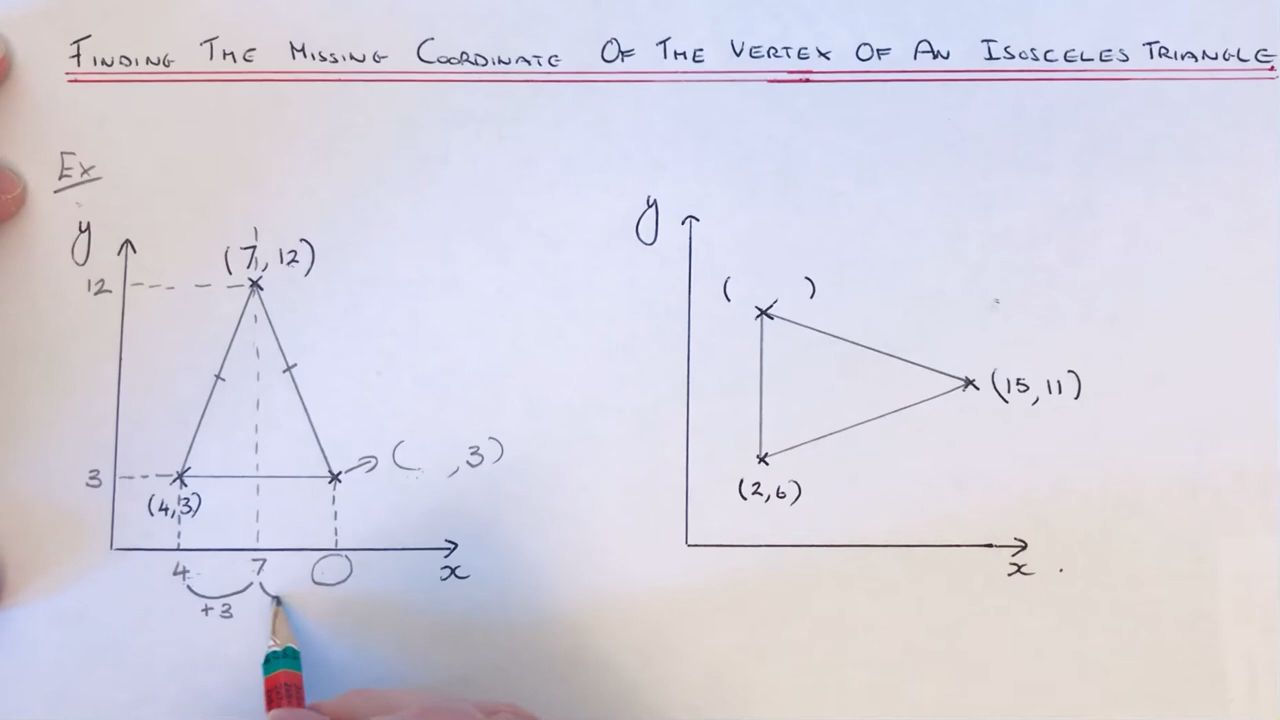 FINDING THE MISSING COORDINATE OF THE VERTEX OF AN ISOSCELES TRIANGLE.
Ex
y
(7, 12)
12
3
(4,3)
( , 3)
4 7
+3
x
y
( )
(15, 11)
(2,6)
x .